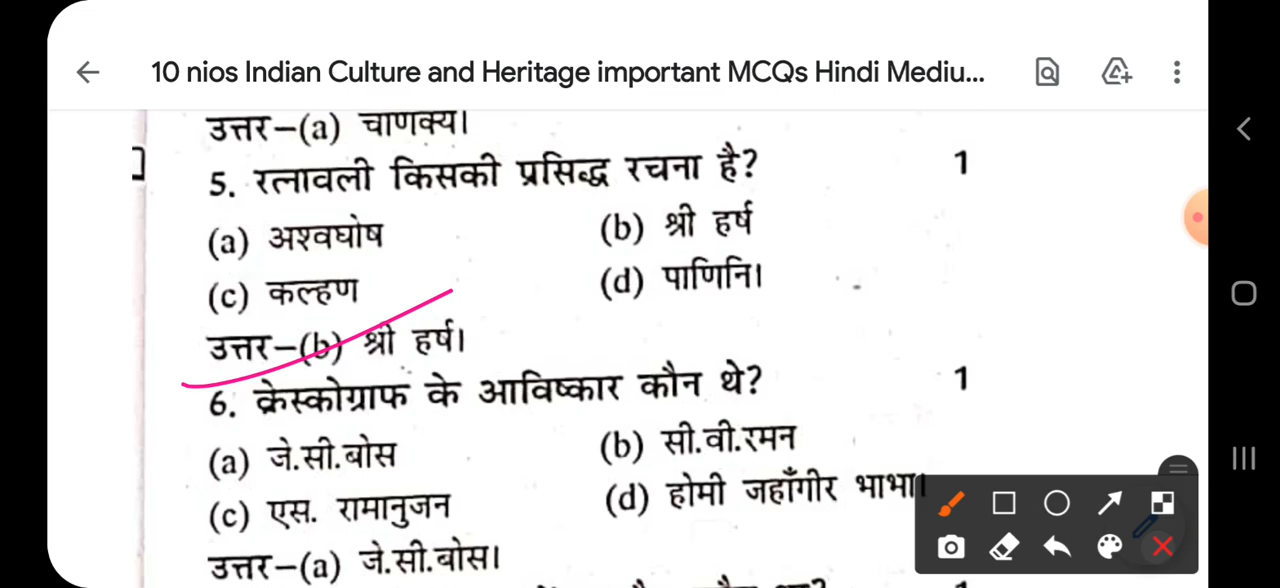 10 nios Indian Culture and Heritage important MCQs Hindi Mediu...
उत्तर–(a) चाणक्य।
5. रत्नावली किसकी प्रसिद्ध रचना है? 1
(a) अश्वघोष (b) श्री हर्ष
(c) कल्हण (d) पाणिनि।
उत्तर–(b) श्री हर्ष।
6. क्रेस्कोग्राफ के आविष्कार कौन थे? 1
(a) जे.सी.बोस (b) सी.वी.रमन
(c) एस. रामानुजन (d) होमी जहाँगीर भाभा।
उत्तर–(a) जे.सी.बोस।